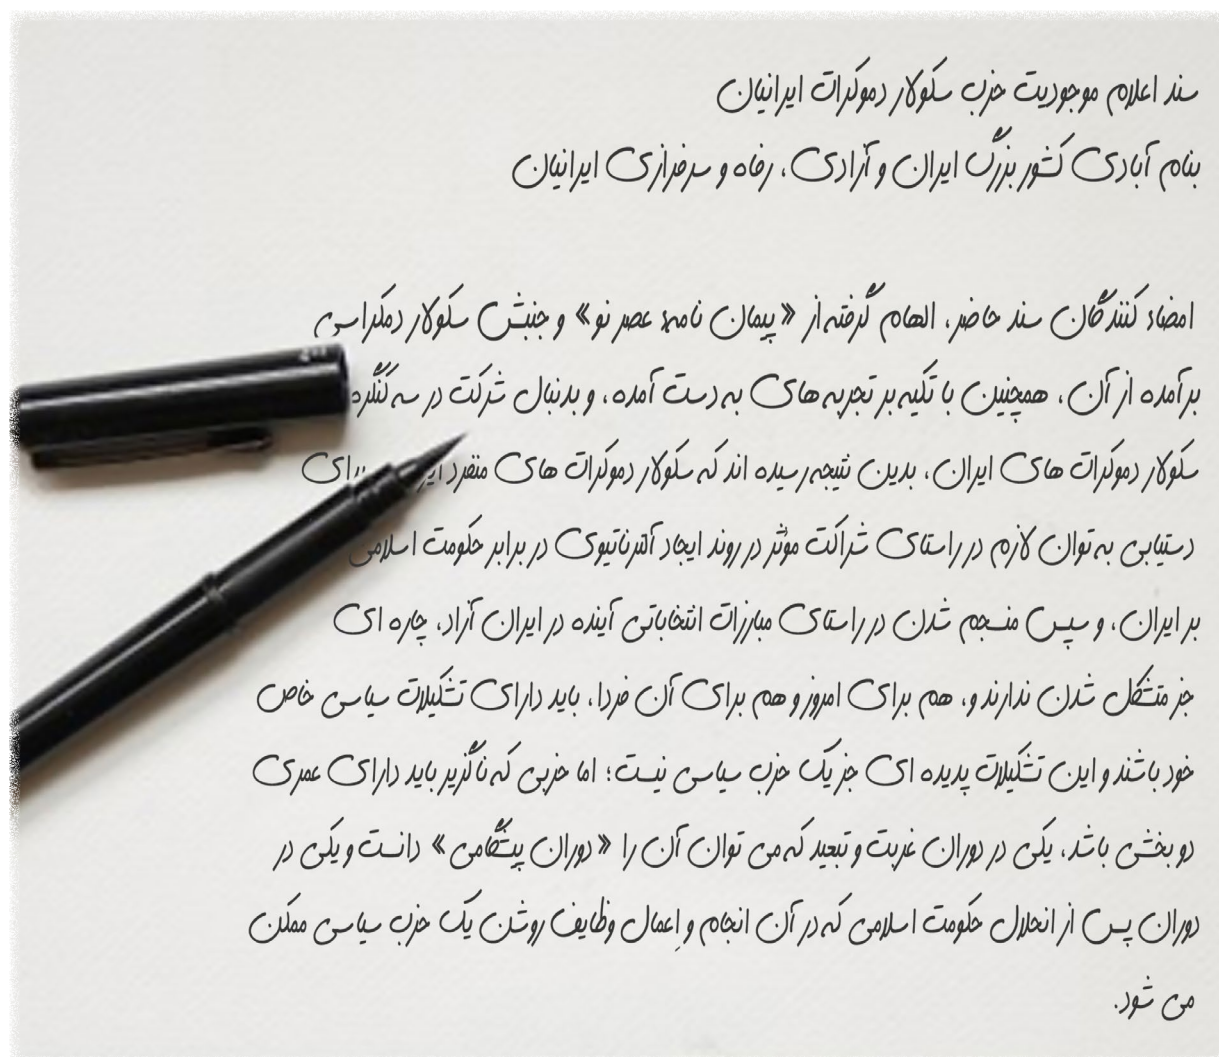 سند اعلام موجودیت حزب سکولار دموکرات ایرانیان
بنام آبادی کشور بزرگ ایران و آزادی، رفاه و سرفرازی ایرانیان
امضاء کنندگان سند حاضر، الهام گرفته از «پیمان نامهء عصر نو» و جنبش سکولار دمکراسی
برآمده از آن، همچنین با تکیه بر تجربه های به دست آمده، و بدنبال شرکت در سه کنگره
سکولار دموکرات های ایران، بدین نتیجه رسیده اند که سکولار دموکرات های منفرد
دستیابی به توان لازم در راستای شراکت مؤثر در روند ایجاد آلترناتیوی در برابر حکومت اسلامی
بر ایران، و سپس منسجم شدن در راستای مبارزات انتخاباتی آینده در ایران آزاد، چاره ای
جز متشکل شدن ندارند و، هم برای امروز و هم برای آن فردا، باید دارای تشکیلات سیاسی خاص
خود باشند و این تشکیلات پدیده ای جز یک حزب سیاسی نیست؛ اما حزبی که ناگزیر باید دارای عمری
دو بخشی باشد، یکی در دوران غربت و تبعید که می توان آن را «دوران پیشگامی» دانست و یکی در
دوران پس از انحلال حکومت اسلامی که در آن انجام و اِعمال وظایف روشن یک حزب سیاسی ممکن
می شود.